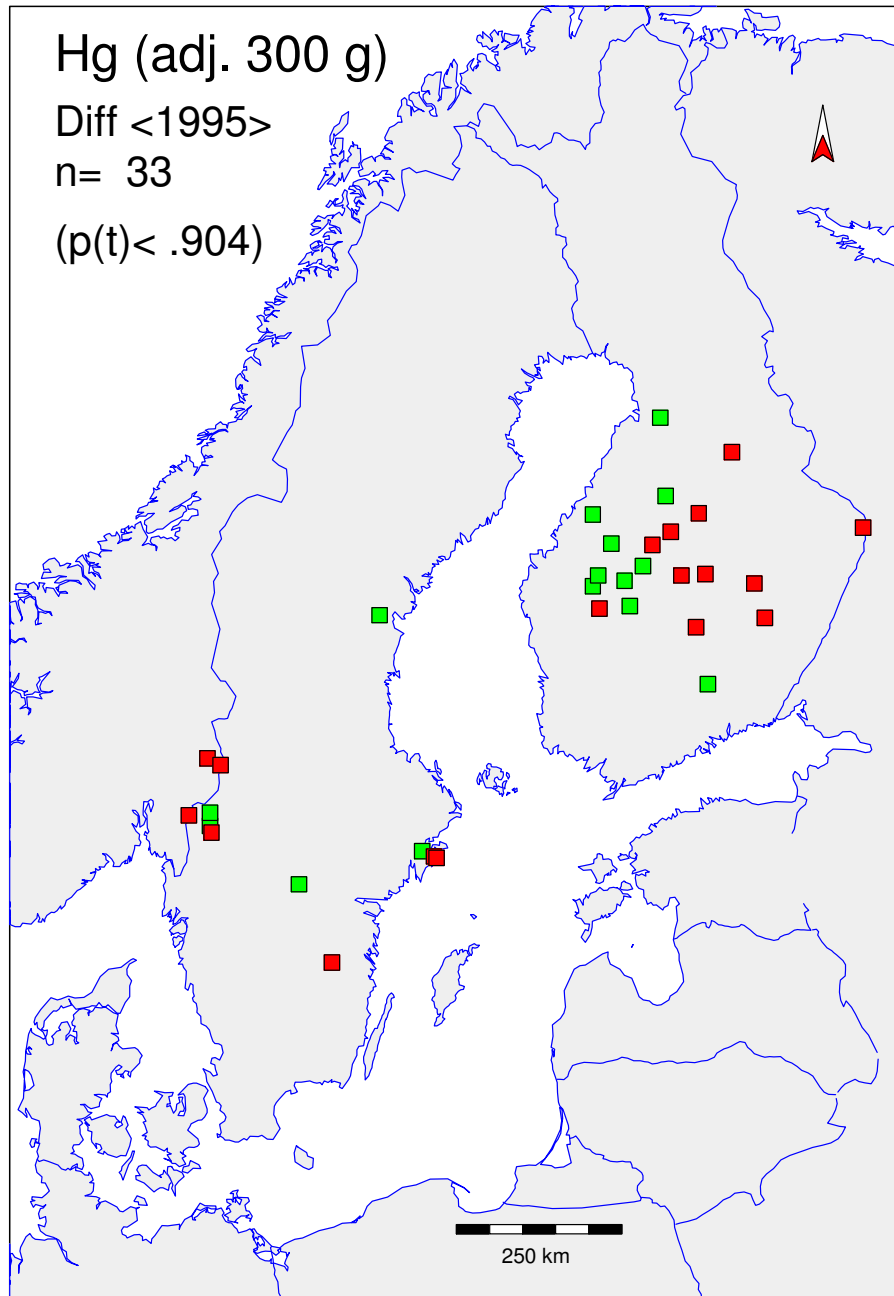 Hg (adj. 300 g)
Diff <1995>
n= 33
(p(t)< .904)
250 km